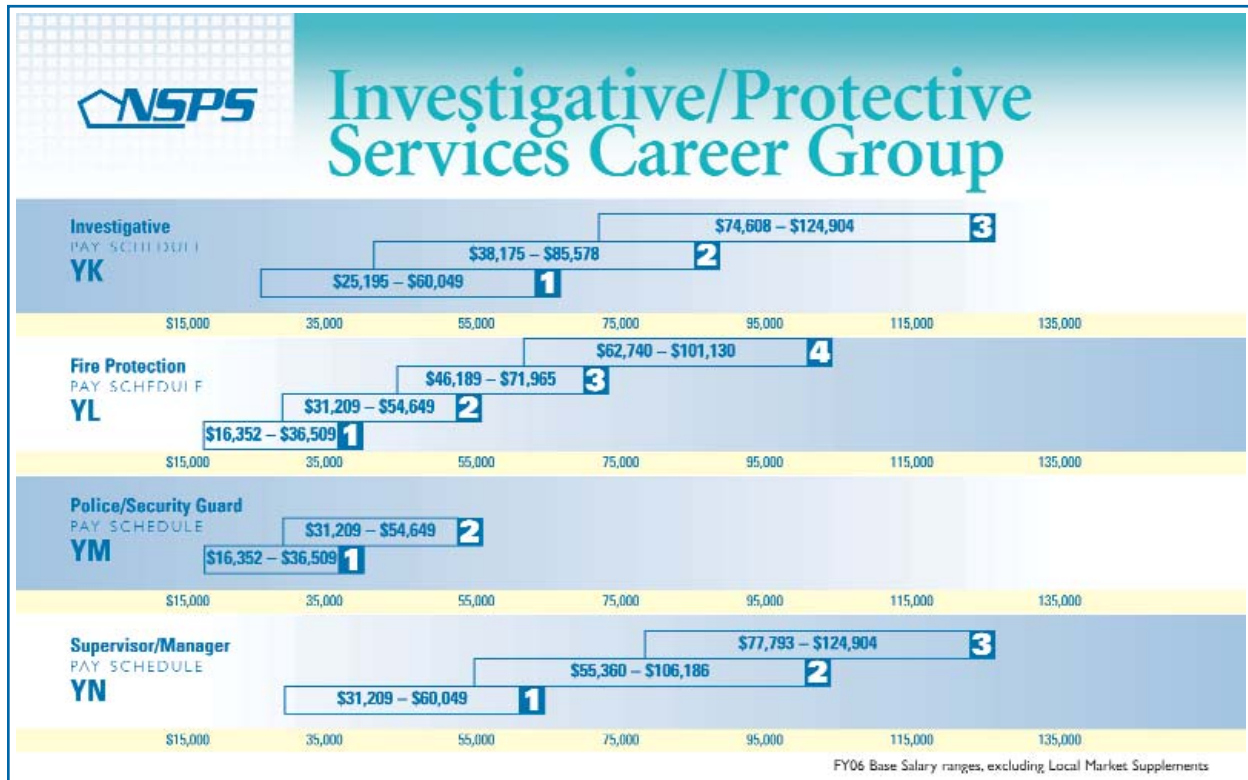 NSPS
Investigative/Protective
Services Career Group
Investigative
PAY SCHEDULE
YK
$74,608 – $124,904 3
$38,175 – $85,578 2
$25,195 – $60,049 1
$15,000 35,000 55,000 75,000 95,000 115,000 135,000
Fire Protection
PAY SCHEDULE
YL
$62,740 – $101,130 4
$46,189 – $71,965 3
$31,209 – $54,649 2
$16,352 – $36,509 1
$15,000 35,000 55,000 75,000 95,000 115,000 135,000
Police/Security Guard
PAY SCHEDULE
YM
$31,209 – $54,649 2
$16,352 – $36,509 1
$15,000 35,000 55,000 75,000 95,000 115,000 135,000
Supervisor/Manager
PAY SCHEDULE
YN
$77,793 – $124,904 3
$55,360 – $106,186 2
$31,209 – $60,049 1
$15,000 35,000 55,000 75,000 95,000 115,000 135,000
FY06 Base Salary ranges, excluding Local Market Supplements